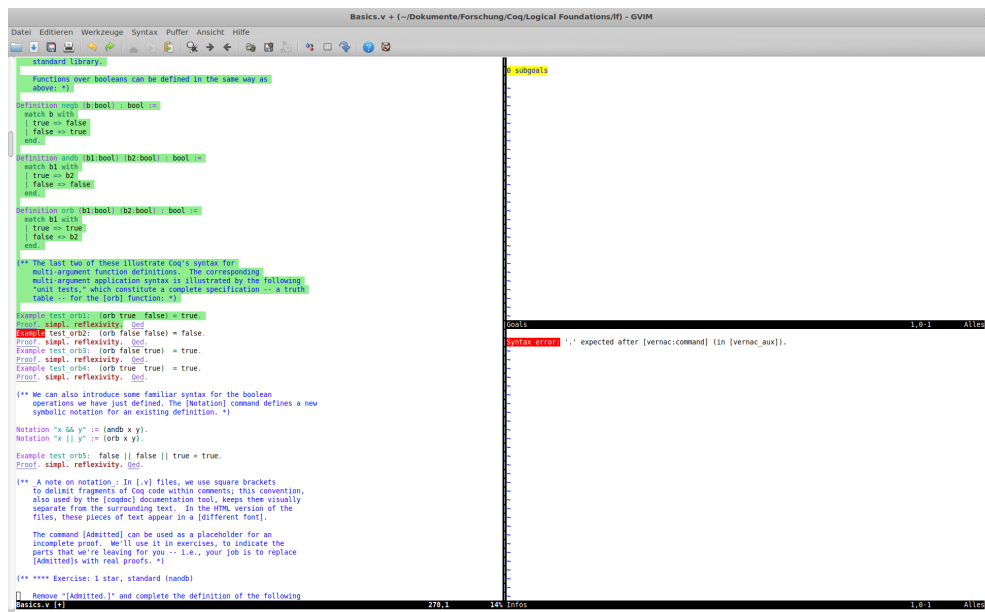 Basics.v + (~/Dokumente/Forschung/Coq/Logical Foundations/lf) - GVIM
Datei Editieren Werkzeuge Syntax Puffer Ansicht Hilfe
standard library.
Functions over booleans can be defined in the same way as
above: *)
Definition negb (b:bool) : bool :=
match b with
| true => false
| false => true
end.
Definition andb (b1:bool) (b2:bool) : bool :=
match b1 with
| true => b2
| false => false
end.
Definition orb (b1:bool) (b2:bool) : bool :=
match b1 with
| true => true
| false => b2
end.
(** The last two of these illustrate Coq's syntax for
multi-argument function definitions.  The corresponding
multi-argument application syntax is illustrated by the following
"unit tests," which constitute a complete specification -- a truth
table -- for the [orb] function: *)
Example test_orb1:  (orb true  false) = true.
Proof. simpl. reflexivity.  Qed
Example test_orb2:  (orb false false) = false.
Proof. simpl. reflexivity. Qed.
Example test_orb3:  (orb false true)  = true.
Proof. simpl. reflexivity. Qed.
Example test_orb4:  (orb true  true)  = true.
Proof. simpl. reflexivity. Qed.
(** We can also introduce some familiar syntax for the boolean
operations we have just defined. The [Notation] command defines a new
symbolic notation for an existing definition. *)
Notation "x && y" := (andb x y).
Notation "x || y" := (orb x y).
Example test_orb5:  false || false || true = true.
Proof. simpl. reflexivity. Qed.
(** _A note on notation_: In [.v] files, we use square brackets
to delimit fragments of Coq code within comments; this convention,
also used by the [coqdoc] documentation tool, keeps them visually
separate from the surrounding text.  In the HTML version of the
files, these pieces of text appear in a [different font].
The command [Admitted] can be used as a placeholder for an
incomplete proof.  We'll use it in exercises, to indicate the
parts that we're leaving for you -- i.e., your job is to replace
[Admitted]s with real proofs. *)
(** **** Exercise: 1 star, standard (nandb)
Remove "[Admitted.]" and complete the definition of the following
Basics.v [+] 278,1 14%
0 subgoals
Goals 1,0-1 Alles
Syntax error: '.' expected after [vernac:command] (in [vernac_aux]).
Infos 1,0-1 Alles